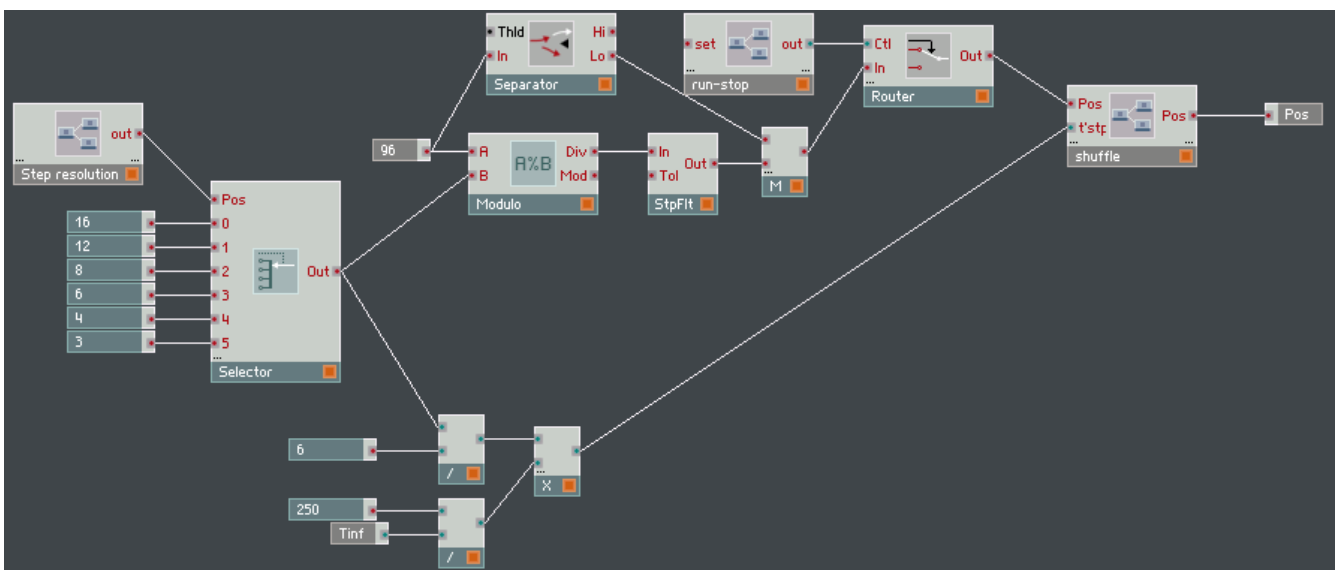 Thld Hi
In Lo
Separator
set out
...
...
run-stop
Ctl
In Out
...
Router
Pos
t'stp Pos
...
...
shuffle
Pos
out
...
...
Step resolution
96
A Div
B A%B Mod
Modulo
In
Out
Tol
StpFlt
...
M
Pos
16 0
12 1
8 2 Out
6 3
4 4
3 5
...
Selector
6
/
...
X
250
Tinf
/